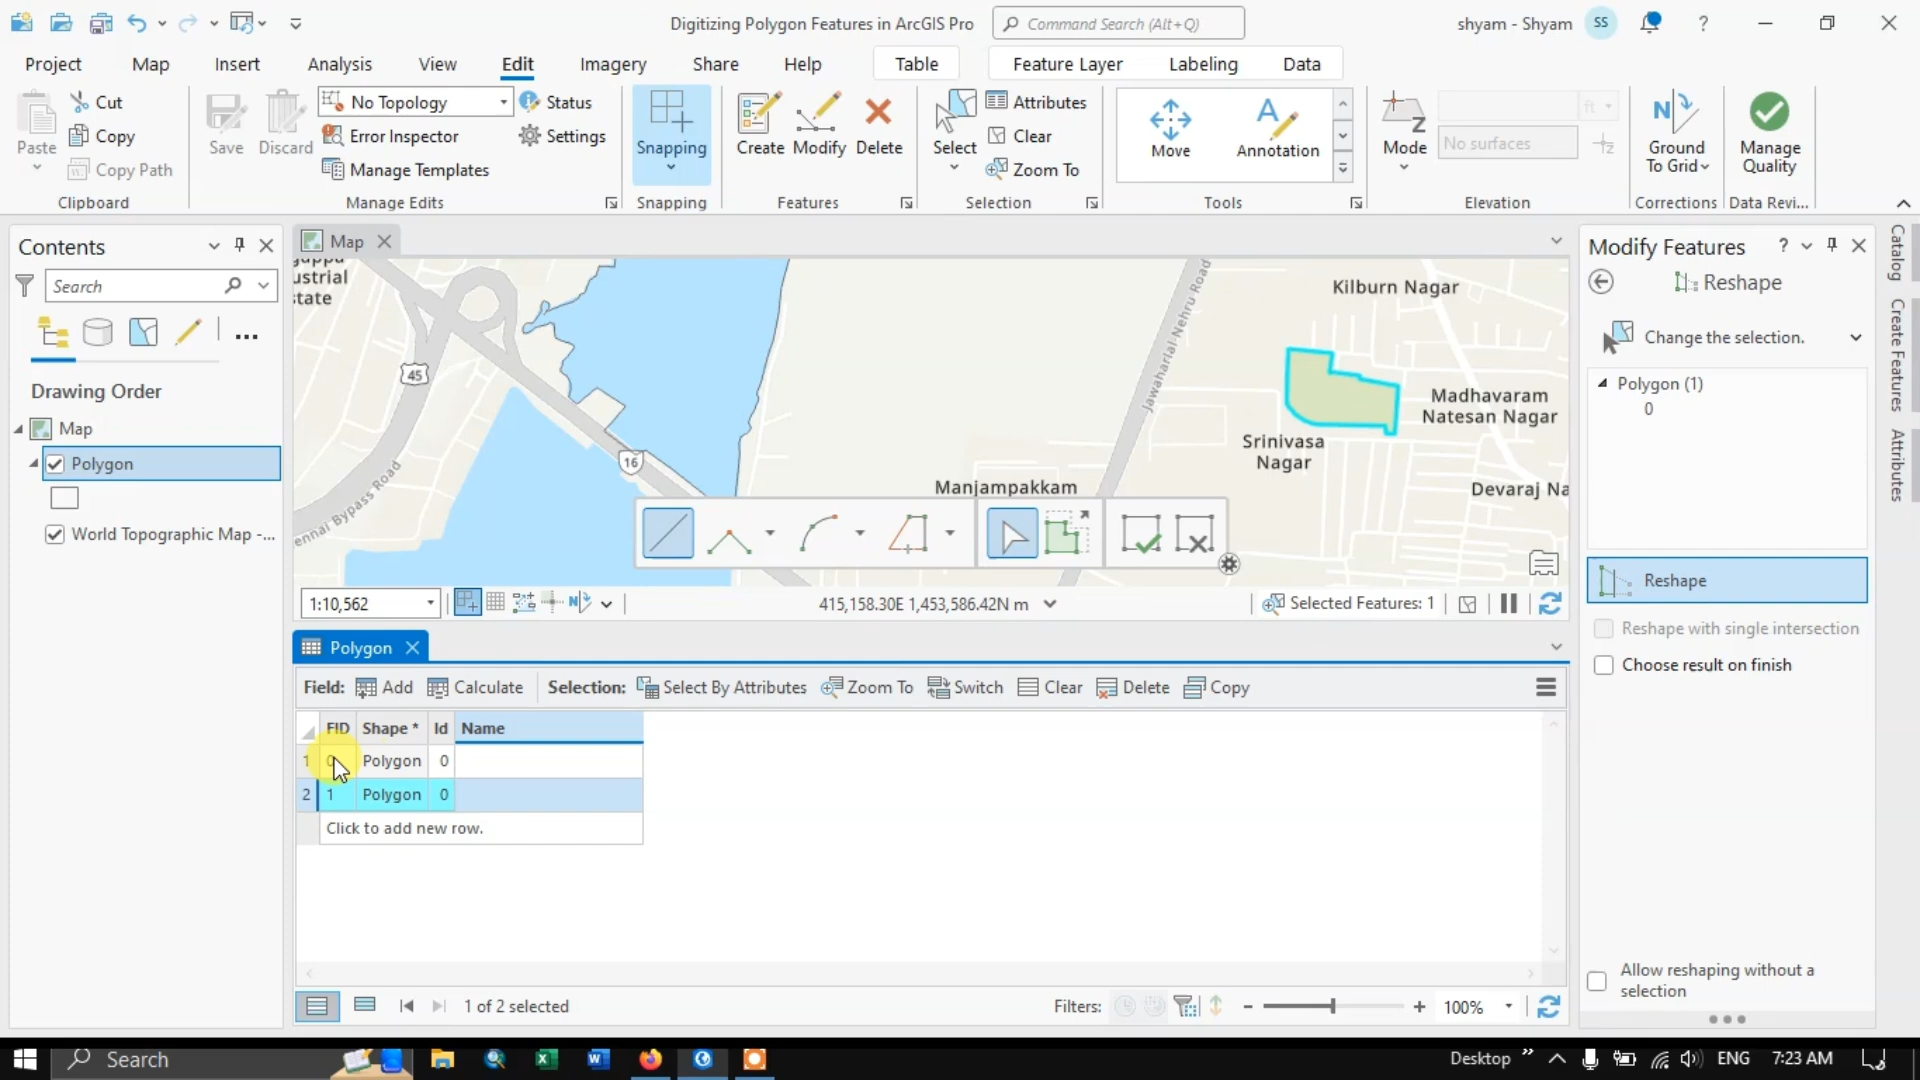 Digitizing Polygon Features in ArcGIS Pro
Command Search (Alt+Q)
shyam - Shyam
SS
?
Project
Map
Insert
Analysis
View
Edit
Imagery
Share
Help
Table
Feature Layer
Labeling
Data
Paste
Cut
Copy
Copy Path
Clipboard
Save
Discard
No Topology
Status
Error Inspector
Settings
Manage Templates
Manage Edits
Snapping
Snapping
Create
Modify
Delete
Features
Select
Attributes
Clear
Zoom To
Selection
Move
Annotation
Tools
Mode
ft
No surfaces
Elevation
Ground
To Grid
Corrections
Manage
Quality
Data Revi...
Contents
Search
Drawing Order
Map
Polygon
World Topographic Map -...
Map
ustrial
state
45
16
ennai Bypass Road
Jawaharlal Nehru Road
Manjampakkam
Kilburn Nagar
Srinivasa
Nagar
Madhavaram
Natesan Nagar
Devaraj Na
1:10,562
415,158.30E 1,453,586.42N m
Selected Features: 1
Polygon
Field:
Add
Calculate
Selection:
Select By Attributes
Zoom To
Switch
Clear
Delete
Copy
FID Shape * Id Name
1 0 Polygon 0
2 1 Polygon 0
Click to add new row.
1 of 2 selected
Filters:
100%
Modify Features
?
Reshape
Change the selection.
Polygon (1)
0
Reshape
Reshape with single intersection
Choose result on finish
Allow reshaping without a
selection
Catalog
Create Features
Attributes
Search
Desktop
ENG
7:23 AM